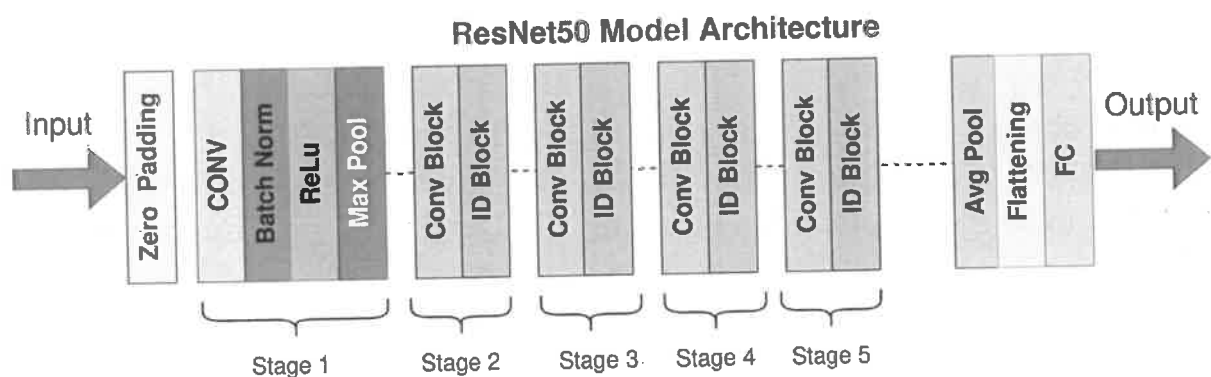 ResNet50 Model Architecture
Input
Zero Padding
CONV
Batch Norm
ReLu
Max Pool
Conv Block
ID Block
Conv Block
ID Block
Conv Block
ID Block
Conv Block
ID Block
Avg Pool
Flattening
FC
Output
Stage 1
Stage 2
Stage 3
Stage 4
Stage 5